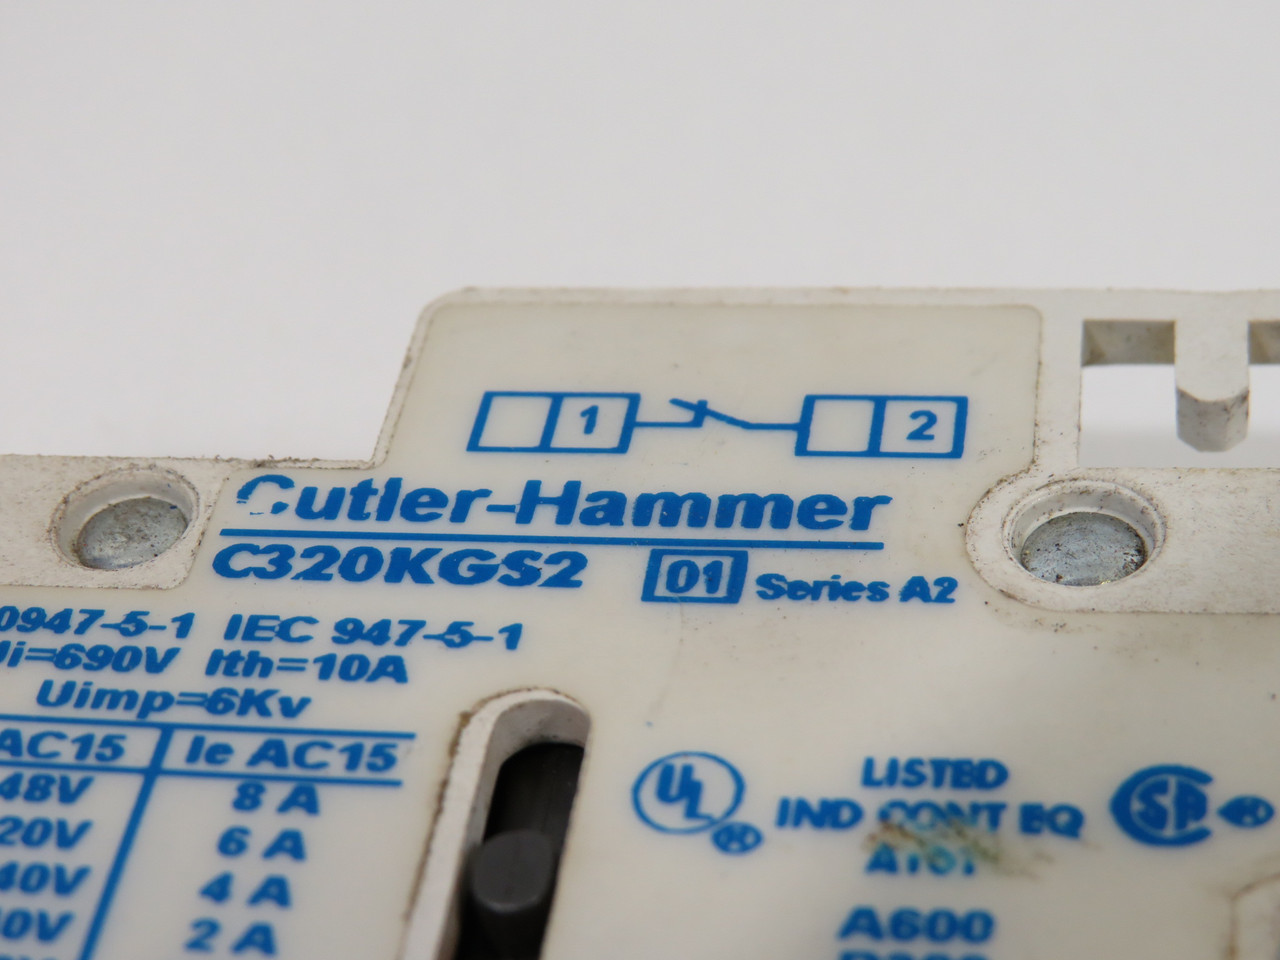 1 2
Cutler-Hammer
C320KGS2 01 Series A2
0947-5-1 IEC 947-5-1
Ui=690V Ith=10A
Uimp=6Kv
AC15 Ie AC15
48V 8 A
20V 6 A
40V 4 A
0V 2 A
UL
LISTED
IND CONT EQ
A600